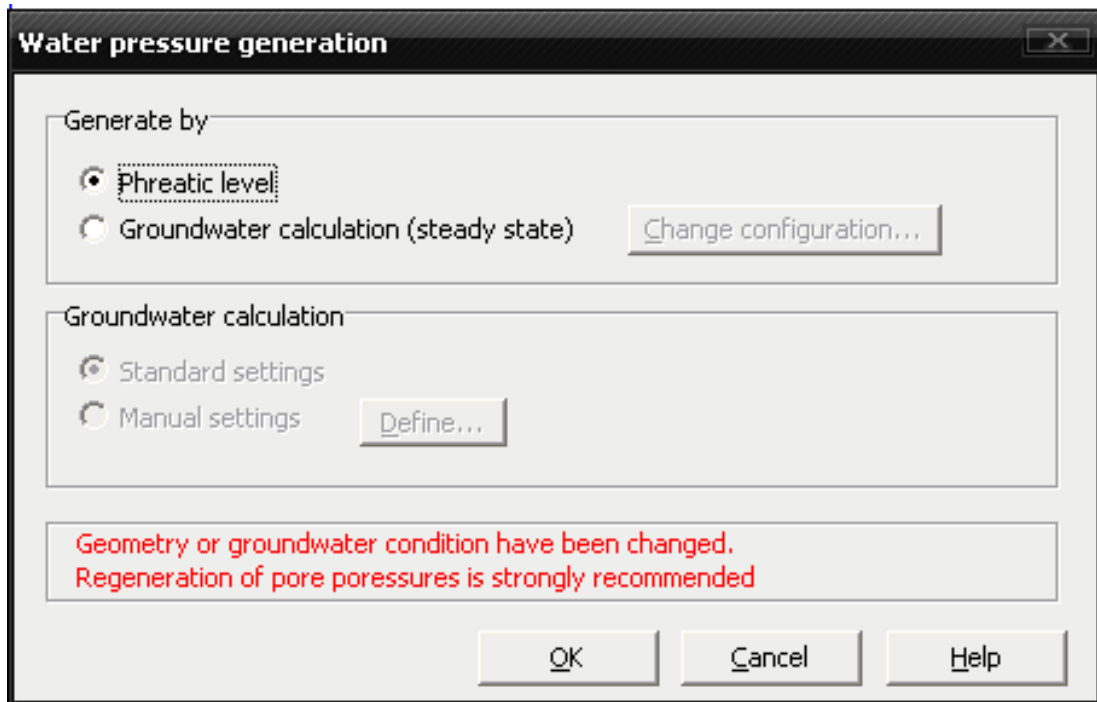 Water pressure generation
Generate by
Phreatic level
Groundwater calculation (steady state)
Change configuration...
Groundwater calculation
Standard settings
Manual settings
Define...
Geometry or groundwater condition have been changed.
Regeneration of pore poressures is strongly recommended
OK
Cancel
Help